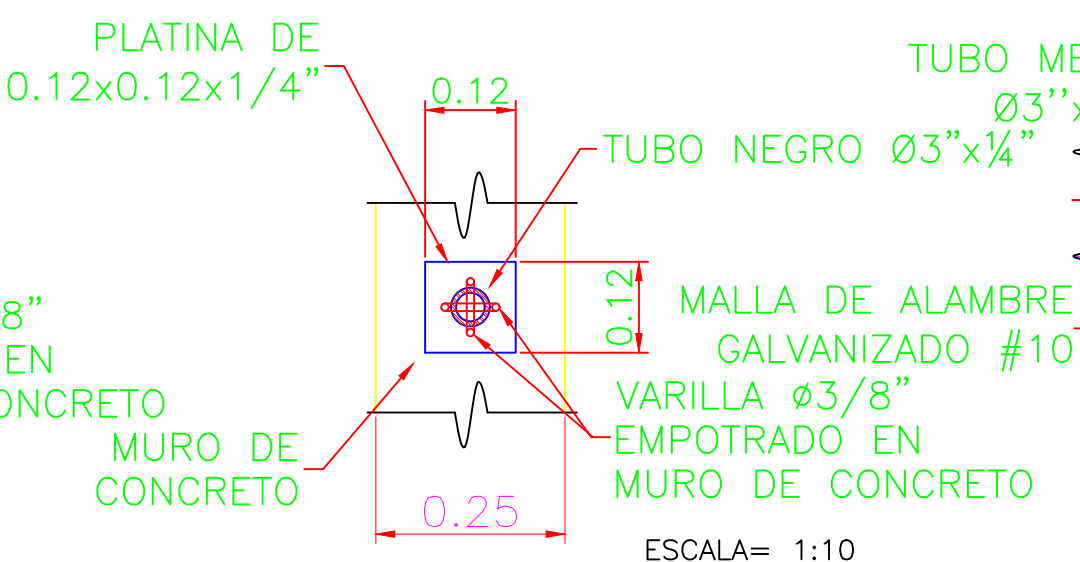 PLATINA DE
0.12x0.12x1/4"
0.12
TUBO NEGRO Ø3"x¼"
TUBO
Ø3"x
0.12
MALLA DE ALAMBRE
GALVANIZADO #10
8"
EN
VARILLA Ø3/8"
EMPOTRADO EN
MURO DE CONCRETO
MURO DE
CONCRETO
0.25
ESCALA= 1:10